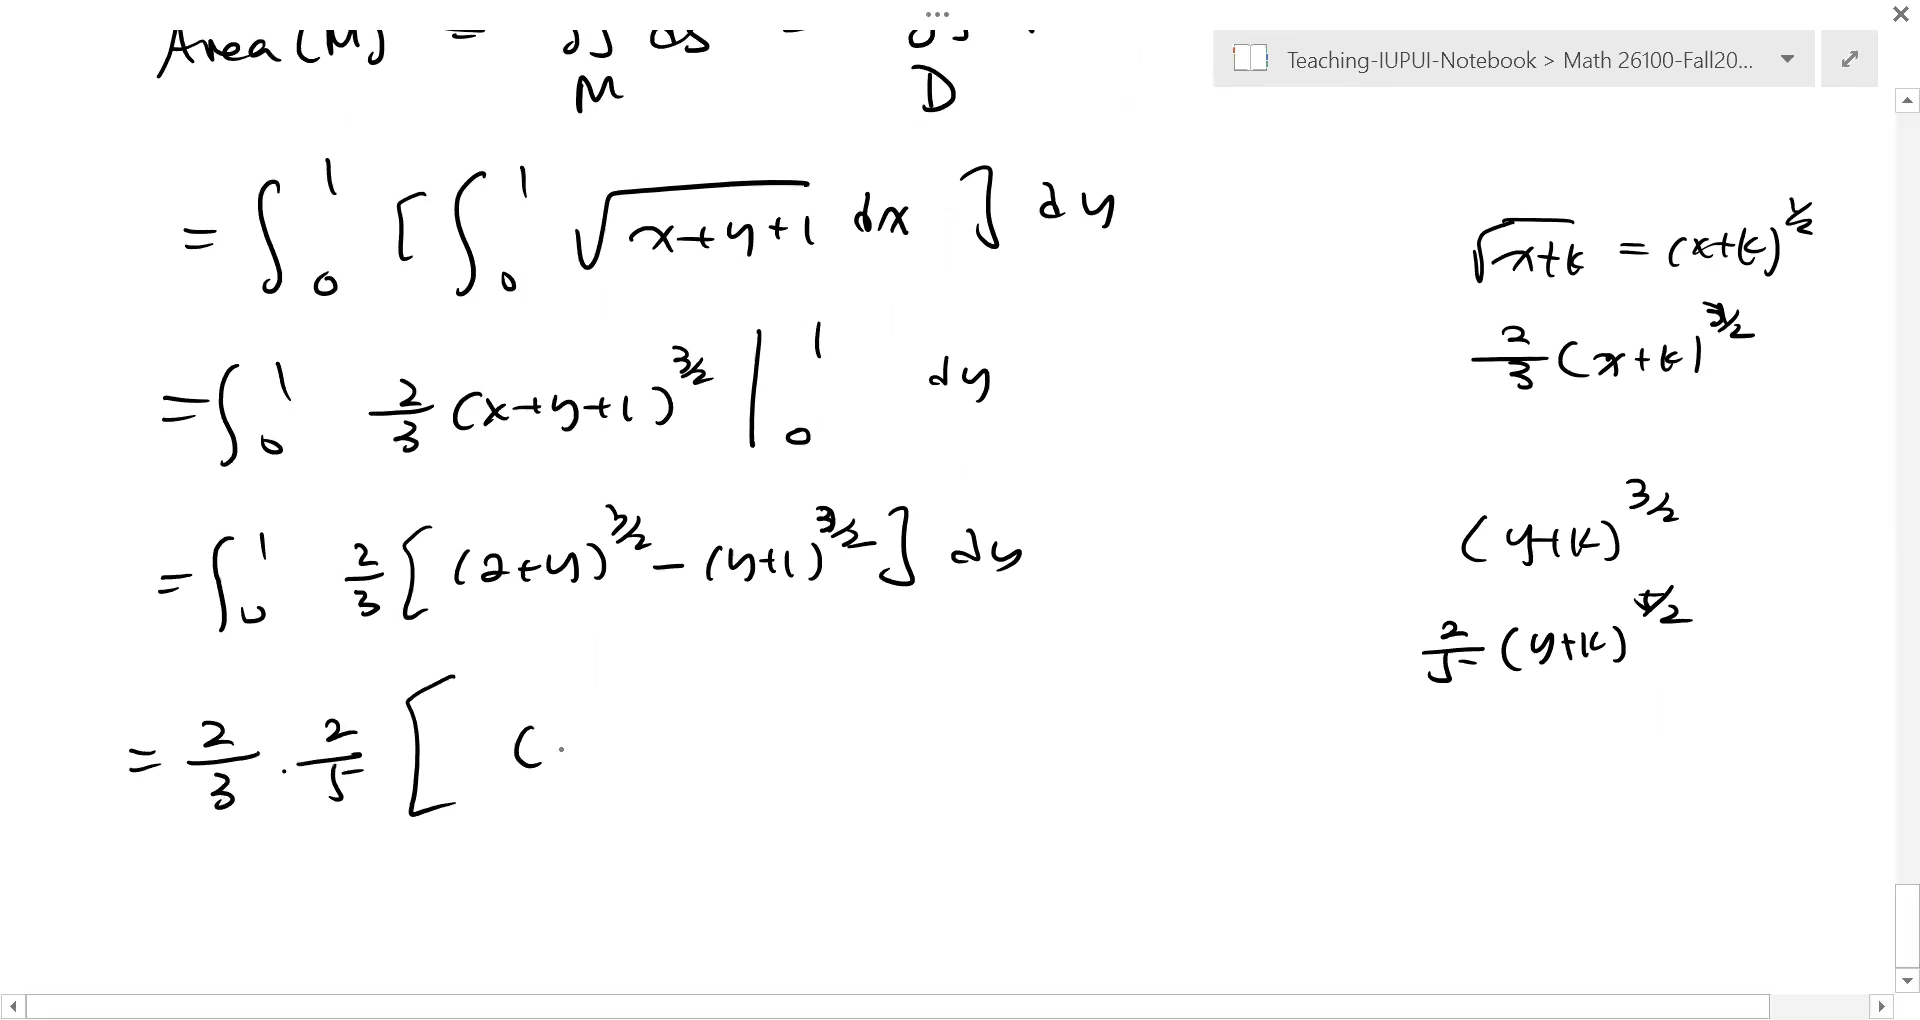 Teaching-IUPUI-Notebook > Math 26100-Fall20...
Area (M) = ∬ ds =
M D
= ∫₀¹ [ ∫₀¹ √(x+y+1) dx ] dy
= ∫₀¹ 2/3 (x+y+1)^(3/2) |₀¹ dy
= ∫₀¹ 2/3 [ (2+y)^(3/2) - (y+1)^(3/2) ] dy
= 2/3 · 2/5 [ (
√(x+k) = (x+k)^(1/2)
2/3 (x+k)^(3/2)
(y+k)^(3/2)
2/5 (y+k)^(5/2)